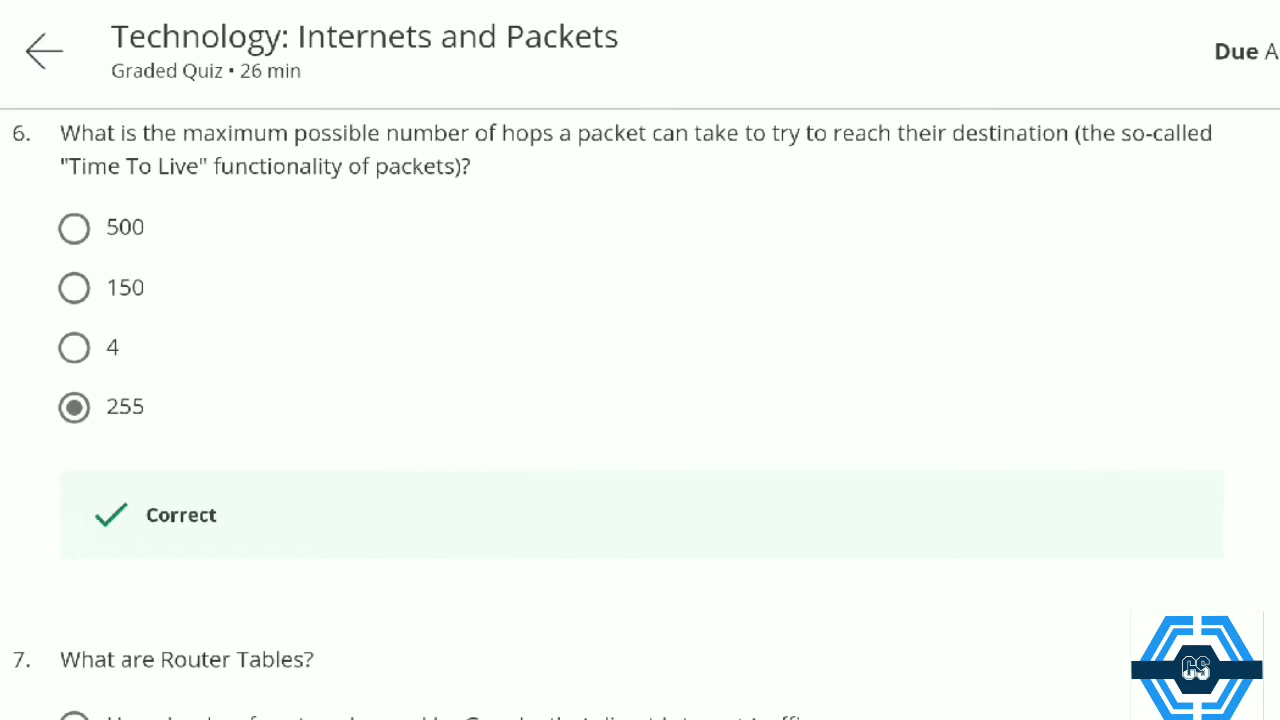 Technology: Internets and Packets
Graded Quiz • 26 min
Due A
6. What is the maximum possible number of hops a packet can take to try to reach their destination (the so-called
"Time To Live" functionality of packets)?
500
150
4
255
Correct
7. What are Router Tables?
GS